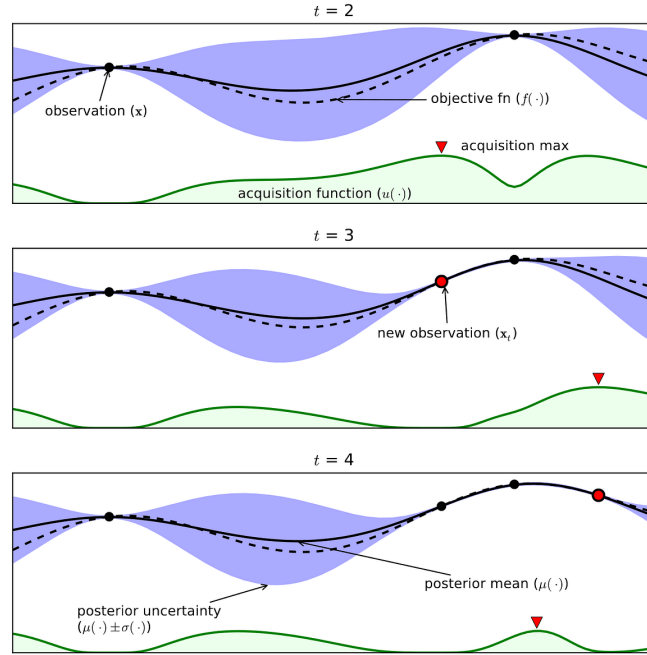 t = 2
observation (x)
objective fn (f(·))
acquisition max
acquisition function (u(·))
t = 3
new observation (xₜ)
t = 4
posterior mean (μ(·))
posterior uncertainty
(μ(·) ±σ(·))